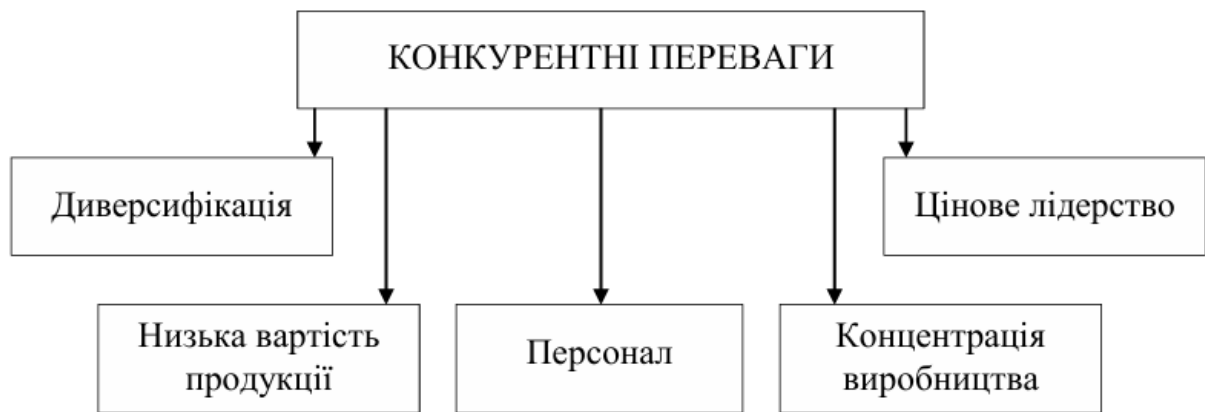 КОНКУРЕНТНІ ПЕРЕВАГИ
Диверсифікація
Цінове лідерство
Низька вартість
продукції
Персонал
Концентрація
виробництва